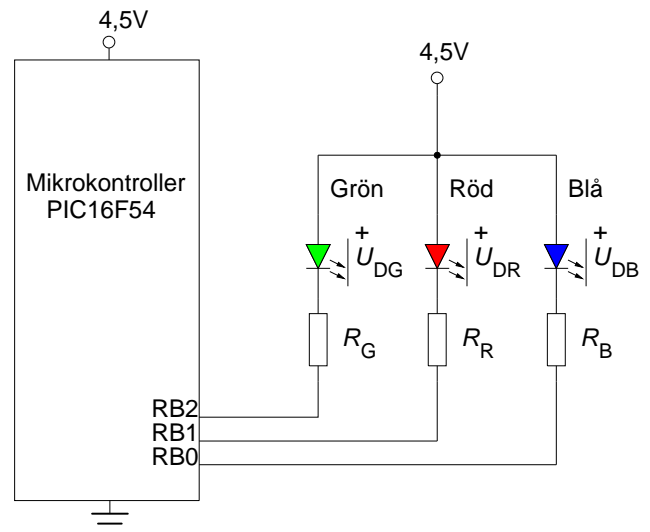 4,5V
4,5V
Mikrokontroller
PIC16F54
Grön
Röd
Blå
+
+
+
UDG
UDR
UDB
RG
RR
RB
RB2
RB1
RB0